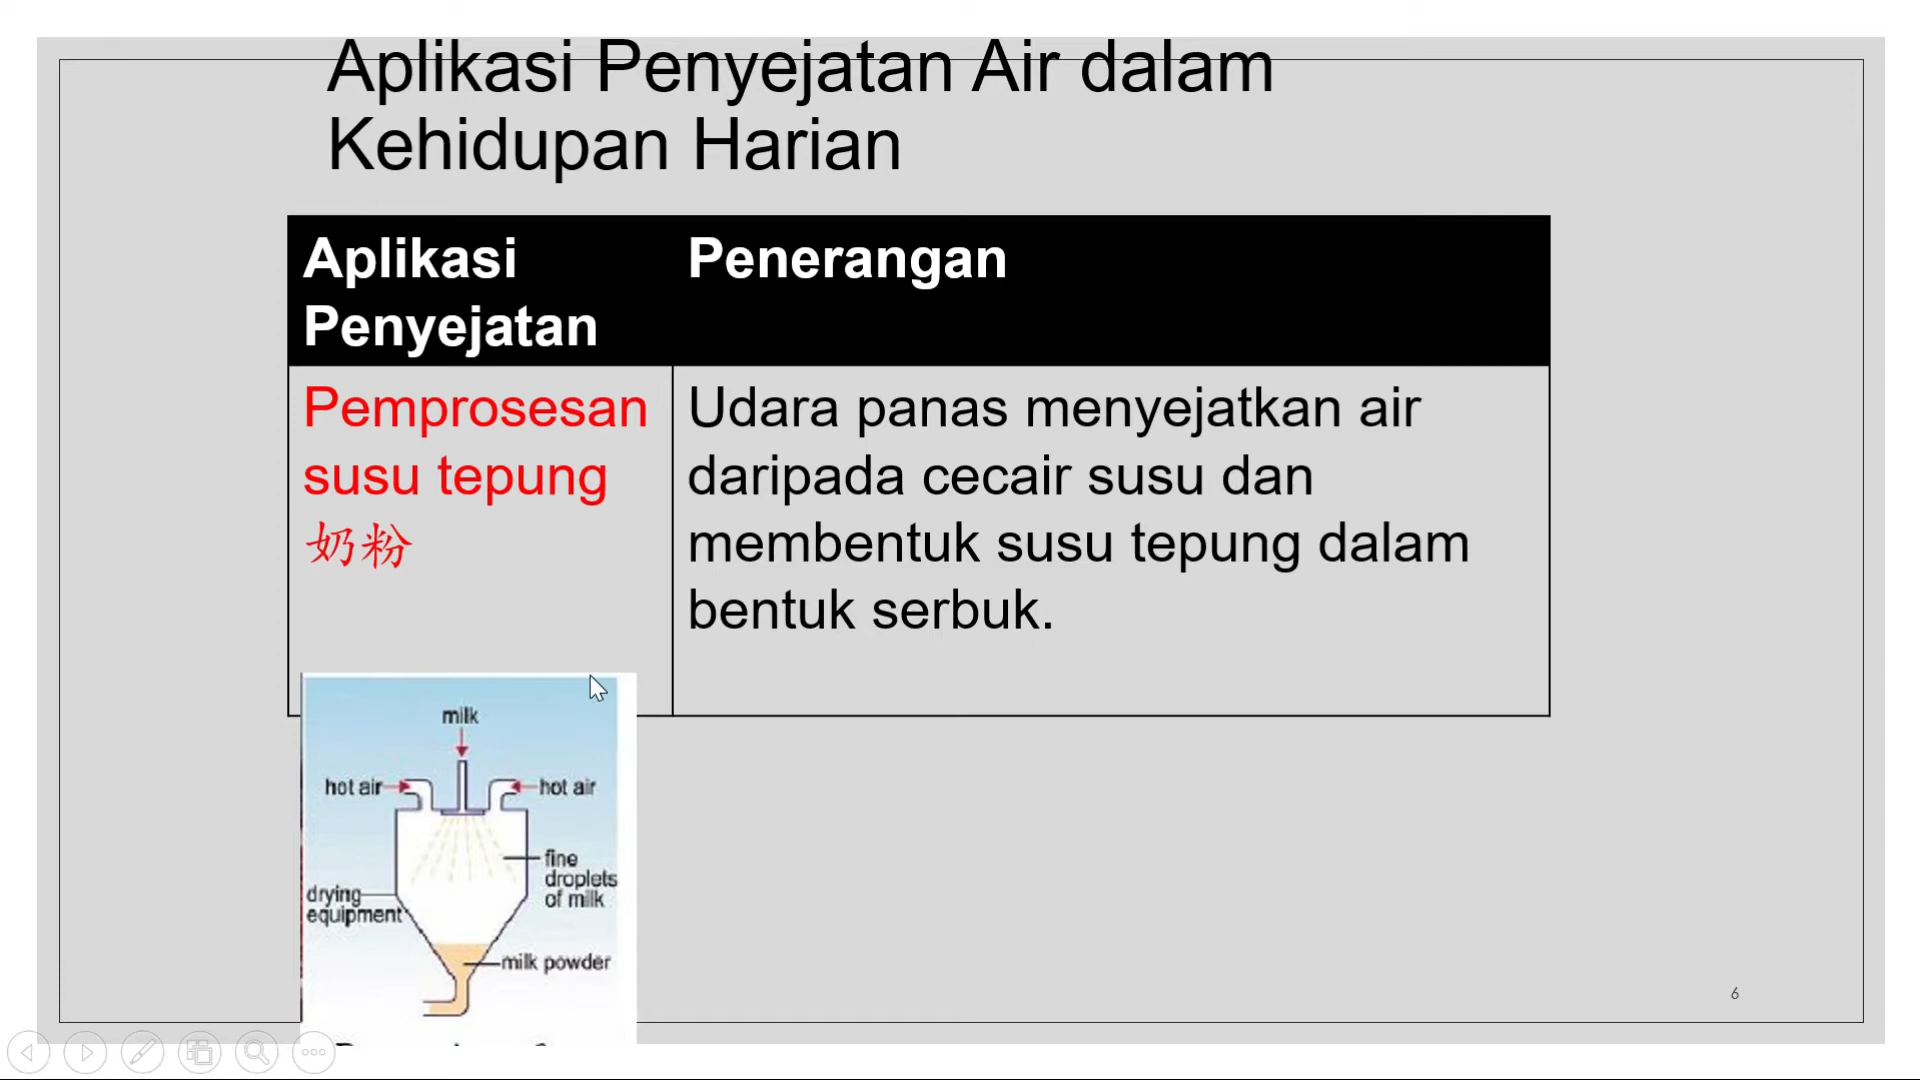 Aplikasi Penyejatan Air dalam
Kehidupan Harian
Aplikasi
Penyejatan
Penerangan
Pemprosesan
susu tepung
奶粉
Udara panas menyejatkan air
daripada cecair susu dan
membentuk susu tepung dalam
bentuk serbuk.
milk
hot air
hot air
fine
droplets
of milk
drying
equipment
milk powder
6